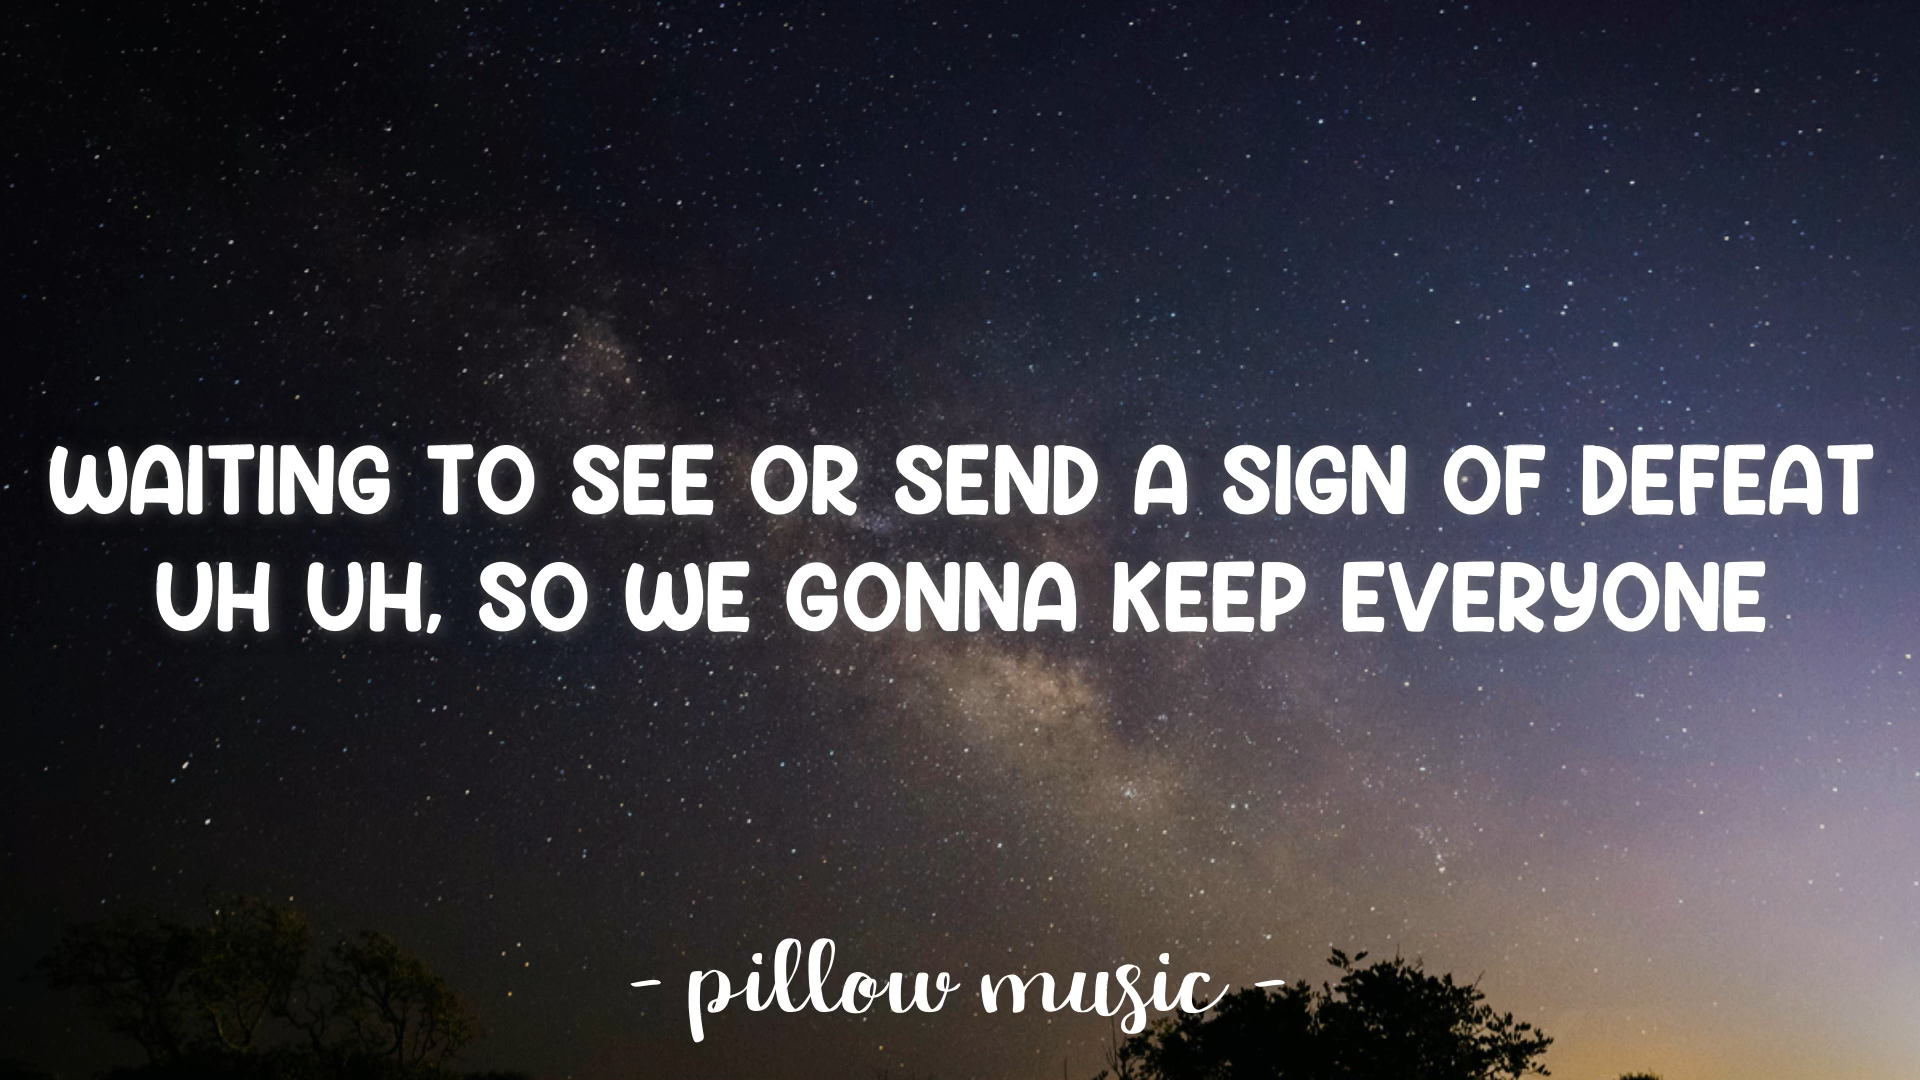 WAITING TO SEE OR SEND A SIGN OF DEFEAT
UH UH, SO WE GONNA KEEP EVERYONE
- pillow music -